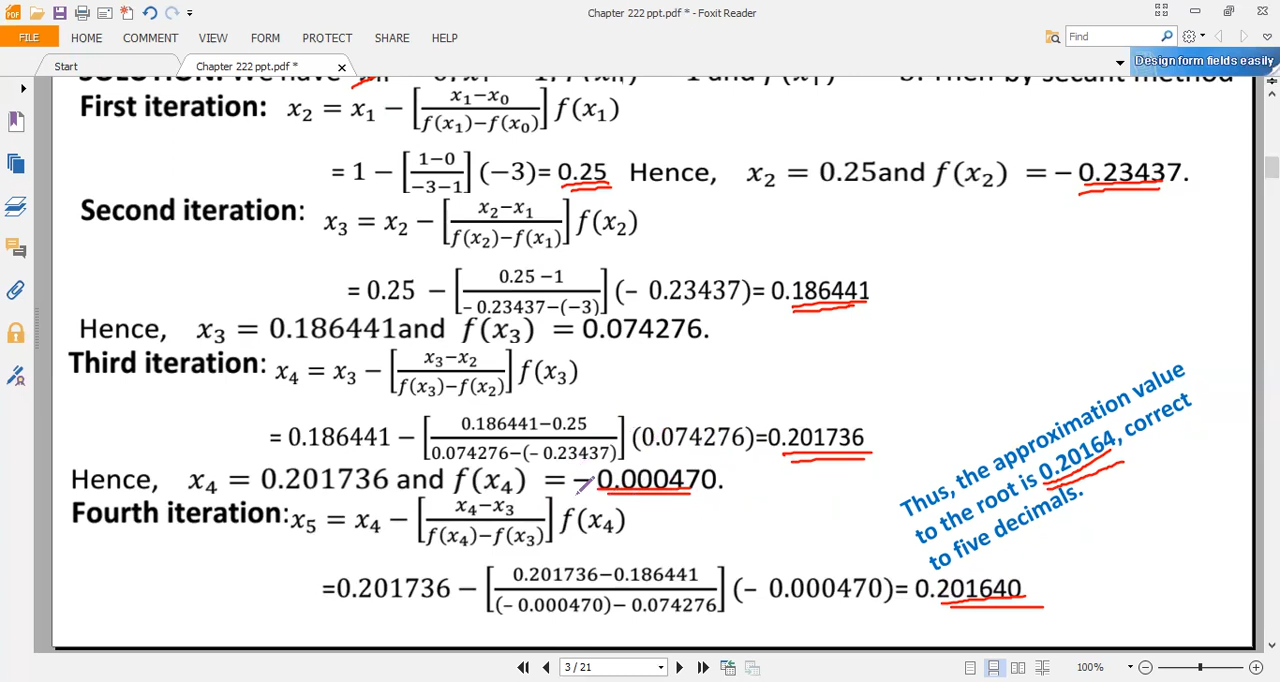 Chapter 222 ppt.pdf * - Foxit Reader
FILE HOME COMMENT VIEW FORM PROTECT SHARE HELP
Find
Start
Chapter 222 ppt.pdf *
Design form fields easily
Then by secant method
First iteration: x₂ = x₁ − [(x₁−x₀)/(f(x₁)−f(x₀))] f(x₁)
= 1 − [(1−0)/(−3−1)] (−3)= 0.25 Hence, x₂ = 0.25and f(x₂) = − 0.23437.
Second iteration: x₃ = x₂ − [(x₂−x₁)/(f(x₂)−f(x₁))] f(x₂)
= 0.25 − [(0.25 −1)/(− 0.23437−(−3))] (− 0.23437)= 0.186441
Hence, x₃ = 0.186441and f(x₃) = 0.074276.
Third iteration: x₄ = x₃ − [(x₃−x₂)/(f(x₃)−f(x₂))] f(x₃)
= 0.186441 − [(0.186441−0.25)/(0.074276−(− 0.23437))] (0.074276)=0.201736
Hence, x₄ = 0.201736 and f(x₄) = − 0.000470.
Fourth iteration: x₅ = x₄ − [(x₄−x₃)/(f(x₄)−f(x₃))] f(x₄)
=0.201736 − [(0.201736−0.186441)/((− 0.000470)− 0.074276)] (− 0.000470)= 0.201640
Thus, the approximation value
to the root is 0.20164, correct
to five decimals.
3 / 21
100%